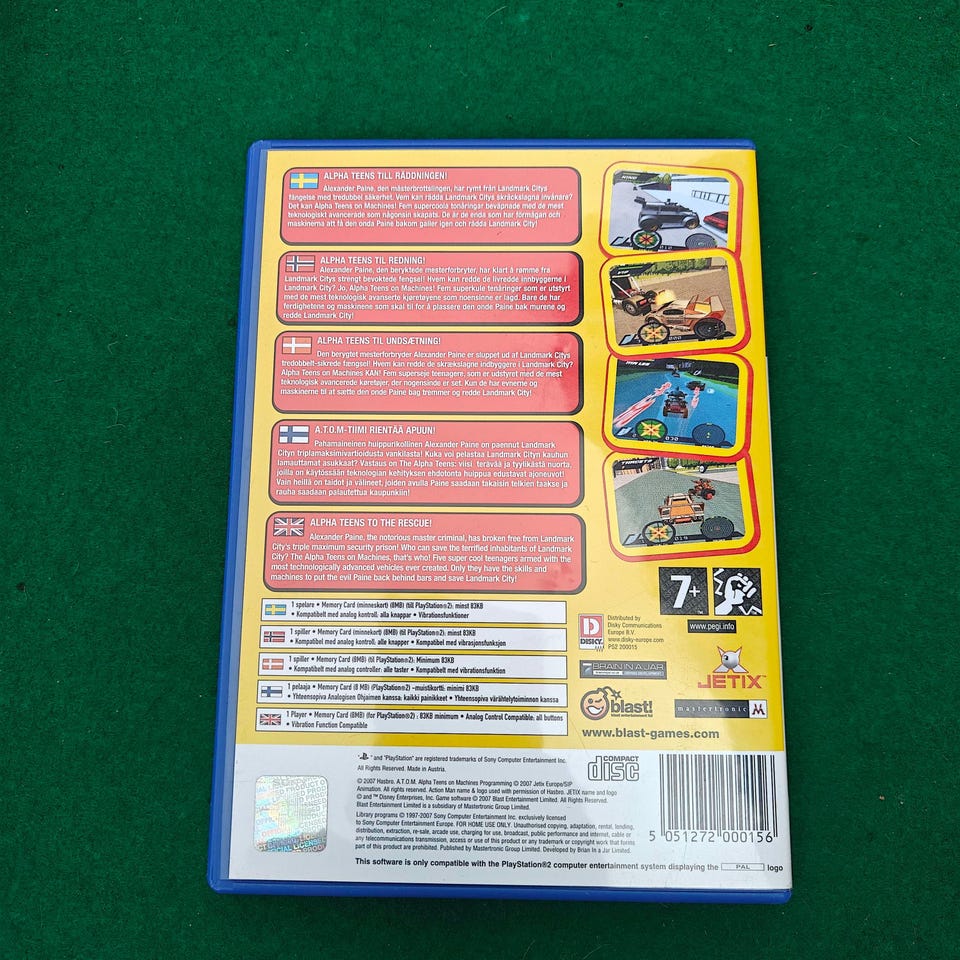 ALPHA TEENS TILL RÄDDNINGEN!
Alexander Paine, den mästerbrottslingen, har rymt från Landmark Citys
fängelse med tredubbel säkerhet. Vem kan rädda Landmark Citys skräckslagna invånare?
Det kan Alpha Teens on Machines! Fem supercoola tonåringar beväpnade med de mest
teknologiskt avancerade som någonsin skapats. De är de enda som har förmågan och
maskinerna att få den onda Paine bakom galler igen och rädda Landmark City!
ALPHA TEENS TIL REDNING!
Alexander Paine, den beryktede mesterforbryter, har klart å rømme fra
Landmark Citys strengt bevoktede fengsel! Hvem kan redde de livredde innbyggerne i
Landmark City? Jo, Alpha Teens on Machines! Fem superkule tenåringer som er utstyrt
med de mest teknologisk avanserte kjøretøyene som noensinne er lagd. Bare de har
ferdighetene og maskinene som skal til for å plassere den onde Paine bak murene og
redde Landmark City!
ALPHA TEENS TIL UNDSÆTNING!
Den berygtet mesterforbryder Alexander Paine er sluppet ud af Landmark Citys
tredobbelt-sikrede fængsel! Hvem kan redde de skrækslagne indbyggere i Landmark City?
Alpha Teens on Machines KAN! Fem superseje teenagere, som er udstyret med de mest
teknologisk avancerede køretøjer, der nogensinde er set. Kun de har evnerne og
maskinerne til at sætte den onde Paine bag tremmer og redde Landmark City!
A.T.O.M-TIIMI RIENTÄÄ APUUN!
Pahamaineinen huippurikollinen Alexander Paine on paennut Landmark
Cityn triplamaksimivartioidusta vankilasta! Kuka voi pelastaa Landmark Cityn kauhun
lamauttamat asukkaat? Vastaus on The Alpha Teens: viisi terävää ja tyylikästä nuorta,
joilla on käytössään teknologian kehityksen ehdotonta huippua edustavat ajoneuvot!
Vain heillä on taidot ja välineet, joiden avulla Paine saadaan takaisin telkien taakse ja
rauha saadaan palautettua kaupunkiin!
ALPHA TEENS TO THE RESCUE!
Alexander Paine, the notorious master criminal, has broken free from Landmark
City's triple maximum security prison! Who can save the terrified inhabitants of Landmark
City? The Alpha Teens on Machines, that's who! Five super cool teenagers armed with the
most technologically advanced vehicles ever created. Only they have the skills and
machines to put the evil Paine back behind bars and save Landmark City!
1 spelare • Memory Card (minneskort) (8MB) (till PlayStation®2): minst 83KB
• Kompatibelt med analog kontroll: alla knappar • Vibrationsfunktioner
1 spiller • Memory Card (minnekort) (8MB) (til PlayStation®2): minst 83KB
• Kompatibel med analog kontroll: alle knapper • Kompatibel med vibrasjonsfunksjon
1 spiller • Memory Card (8MB) (til PlayStation®2): Minimum 83KB
• Kompatibelt med analog controller: alle taster • Kompatibel med vibrationsfunktion
1 pelaaja • Memory Card (8 MB) (PlayStation®2) -muistikortti: minimi 83KB
• Yhteensopiva Analogisen Ohjaimen kanssa: kaikki painikkeet • Yhteensopiva värähtelytoiminnon kanssa
1 Player • Memory Card (8MB) (for PlayStation®2) : 83KB minimum • Analog Control Compatible: all buttons
• Vibration Function Compatible
7+
www.pegi.info
DISKY
Distributed by
Disky Communications
Europe B.V.
www.disky-europe.com
PS2 200015
BRAIN IN A JAR
JETIX™
blast!
blast entertainment ltd
mastertronic M
www.blast-games.com
COMPACT
disc
" " and "PlayStation" are registered trademarks of Sony Computer Entertainment Inc.
All Rights Reserved. Made in Austria.
© 2007 Hasbro. A.T.O.M. Alpha Teens on Machines Programming © 2007 Jetix Europe/SIP
Animation. All rights reserved. Action Man name & logo used with permission of Hasbro. JETIX name and logo
© and ™ Disney Enterprises, Inc. Game software © 2007 Blast Entertainment Limited. All Rights Reserved.
Blast Entertainment Limited is a subsidiary of Mastertronic Group Limited.
Library programs © 1997-2007 Sony Computer Entertainment Inc. exclusively licensed
to Sony Computer Entertainment Europe. FOR HOME USE ONLY. Unauthorised copying, adaptation, rental, lending,
distribution, extraction, re-sale, arcade use, charging for use, broadcast, public performance and internet, cable or
any telecommunications transmission, access or use of this product or any trademark or copyright work that forms
part of this product are prohibited. Published by Mastertronic Group Limited. Developed by Brian In a Jar Limited.
5 051272 000156
This software is only compatible with the PlayStation®2 computer entertainment system displaying the PAL logo